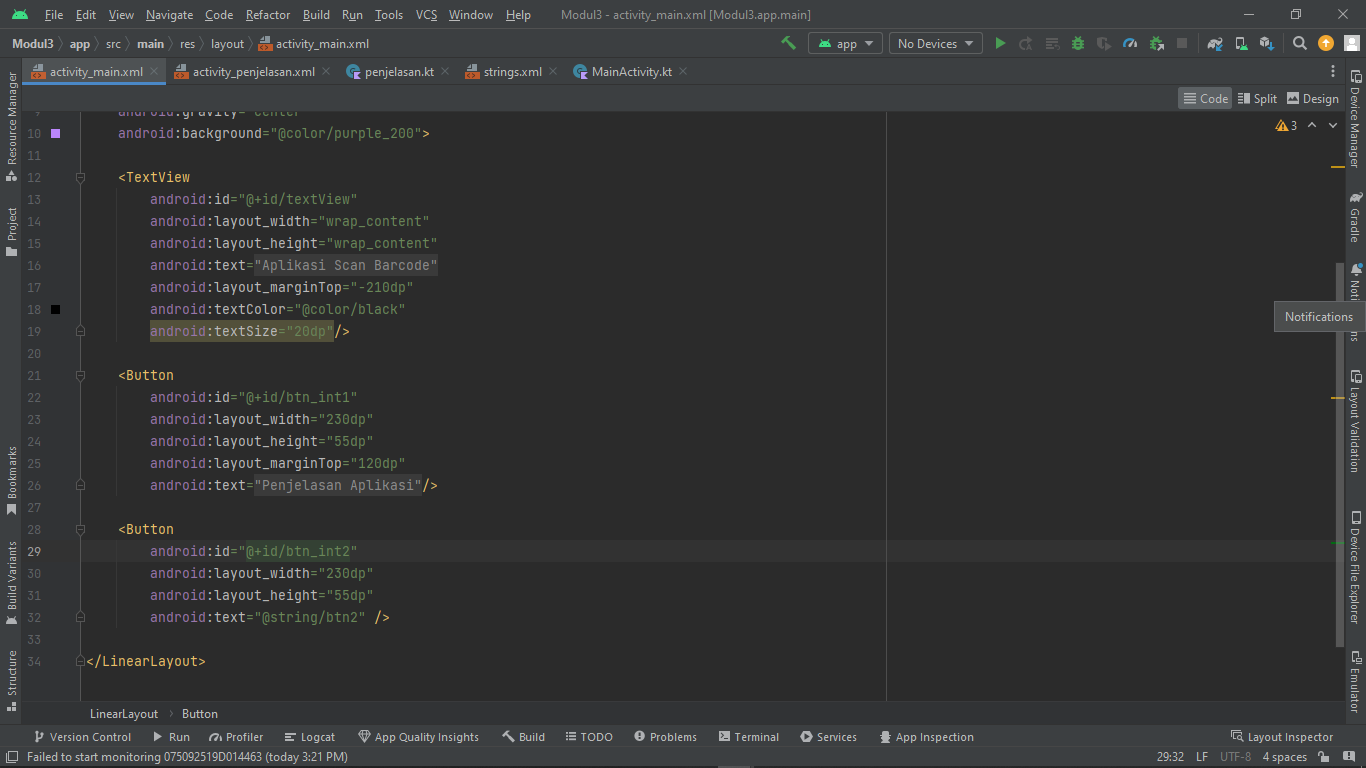 File Edit View Navigate Code Refactor Build Run Tools VCS Window Help Modul3 - activity_main.xml [Modul3.app.main]
Modul3 app src main res layout activity_main.xml app No Devices
activity_main.xml activity_penjelasan.xml penjelasan.kt strings.xml MainActivity.kt
Code Split Design
9 android:gravity="center"
10 android:background="@color/purple_200">
3
11
12 <TextView
13 android:id="@+id/textView"
14 android:layout_width="wrap_content"
15 android:layout_height="wrap_content"
16 android:text="Aplikasi Scan Barcode"
17 android:layout_marginTop="-210dp"
18 android:textColor="@color/black"
19 android:textSize="20dp"/>
20
21 <Button
22 android:id="@+id/btn_int1"
23 android:layout_width="230dp"
24 android:layout_height="55dp"
25 android:layout_marginTop="120dp"
26 android:text="Penjelasan Aplikasi"/>
27
28 <Button
29 android:id="@+id/btn_int2"
30 android:layout_width="230dp"
31 android:layout_height="55dp"
32 android:text="@string/btn2" />
33
34 </LinearLayout>
LinearLayout Button
Resource Manager
Project
Bookmarks
Build Variants
Structure
Device Manager
Gradle
Notifications
Layout Validation
Device File Explorer
Emulator
Version Control Run Profiler Logcat App Quality Insights Build TODO Problems Terminal Services App Inspection Layout Inspector
Failed to start monitoring 075092519D014463 (today 3:21 PM) 29:32 LF UTF-8 4 spaces